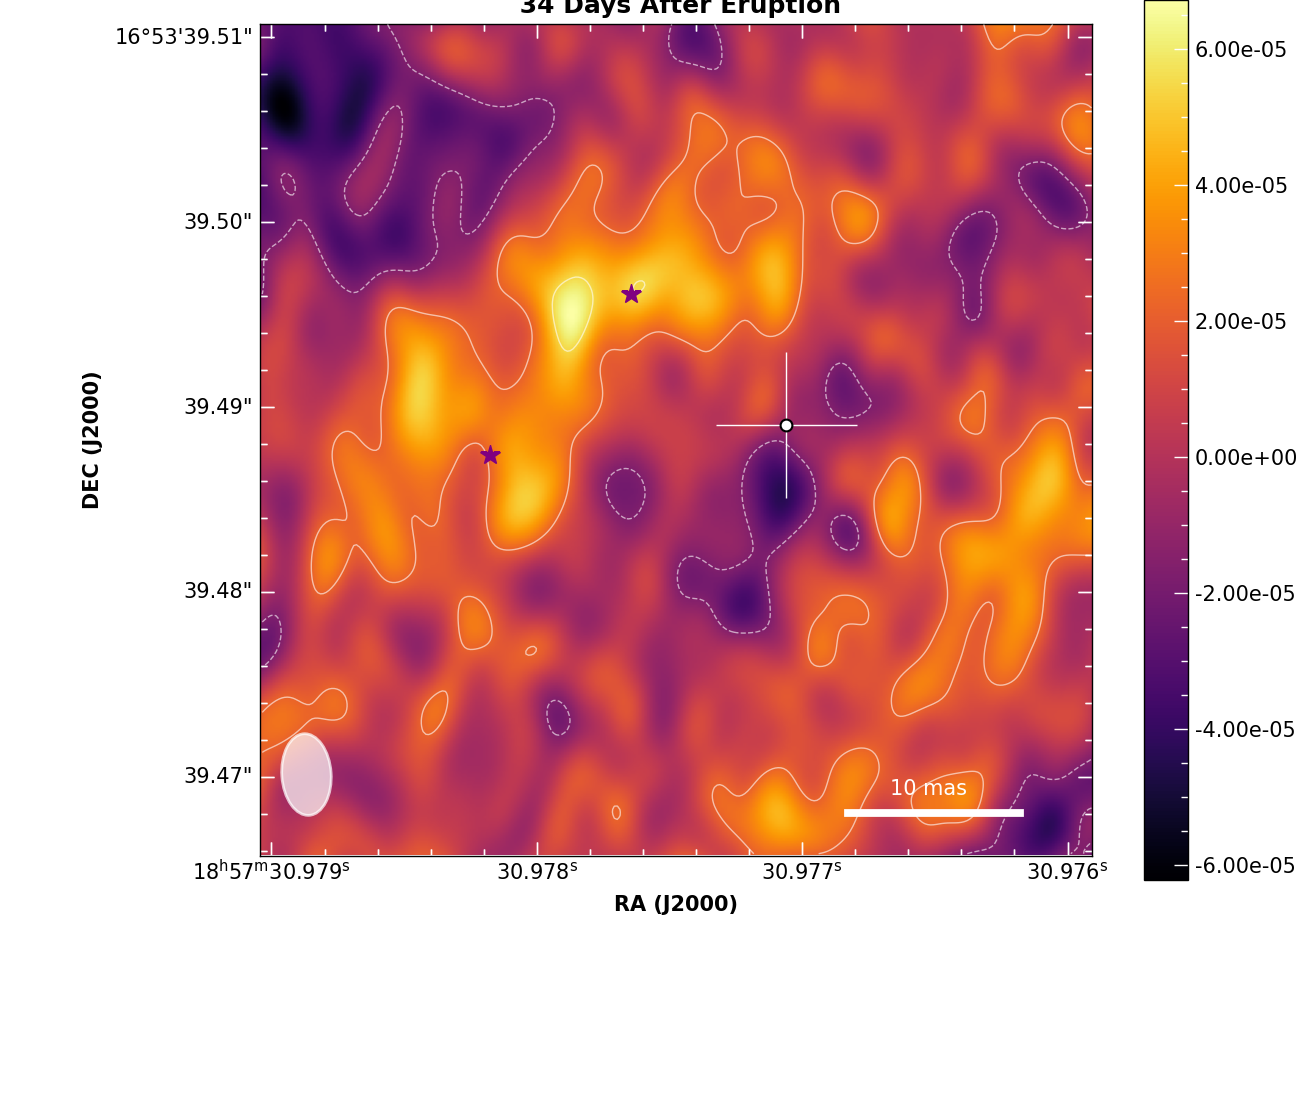 34 Days After Eruption
16°53'39.51"
39.50"
39.49"
39.48"
39.47"
DEC (J2000)
18ʰ57ᵐ30.979ˢ
30.978ˢ
30.977ˢ
30.976ˢ
RA (J2000)
10 mas
6.00e-05
4.00e-05
2.00e-05
0.00e+00
-2.00e-05
-4.00e-05
-6.00e-05